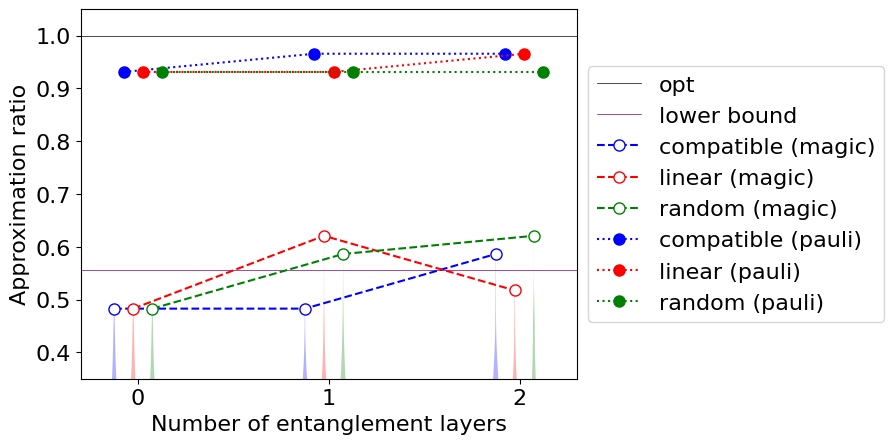 1.0
0.9
0.8
0.7
0.6
0.5
0.4
Approximation ratio
0 1 2
Number of entanglement layers
opt
lower bound
compatible (magic)
linear (magic)
random (magic)
compatible (pauli)
linear (pauli)
random (pauli)